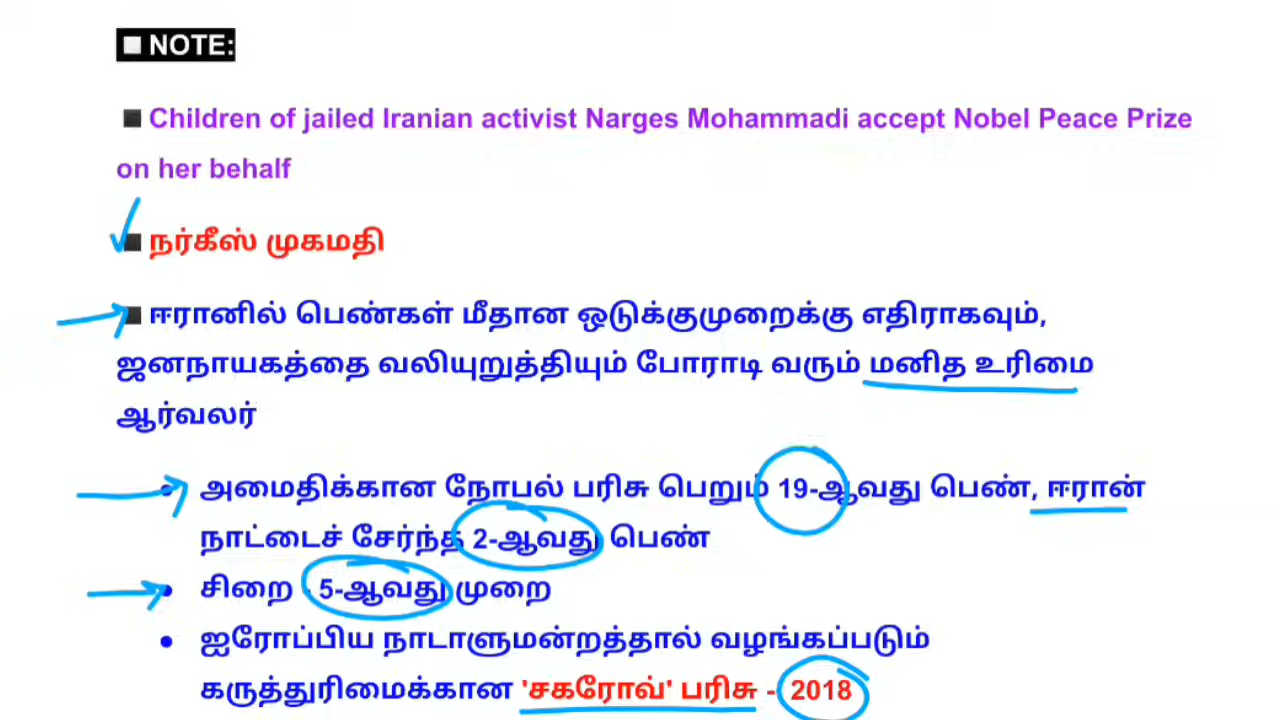 ◽NOTE:
◾Children of jailed Iranian activist Narges Mohammadi accept Nobel Peace Prize
on her behalf
◾நர்கீஸ் முகமதி
◾ஈரானில் பெண்கள் மீதான ஒடுக்குமுறைக்கு எதிராகவும்,
ஜனநாயகத்தை வலியுறுத்தியும் போராடி வரும் மனித உரிமை
ஆர்வலர்
● அமைதிக்கான நோபல் பரிசு பெறும் 19-ஆவது பெண், ஈரான்
நாட்டைச் சேர்ந்த 2-ஆவது பெண்
● சிறை - 5-ஆவது முறை
● ஐரோப்பிய நாடாளுமன்றத்தால் வழங்கப்படும்
கருத்துரிமைக்கான 'சகரோவ்' பரிசு - 2018